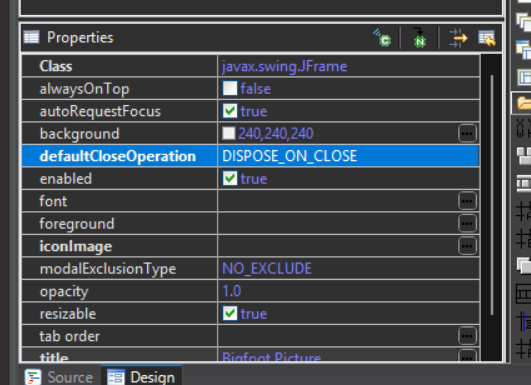 Properties
Class javax.swing.JFrame
alwaysOnTop false
autoRequestFocus true
background 240,240,240
defaultCloseOperation DISPOSE_ON_CLOSE
enabled true
font
foreground
iconImage
modalExclusionType NO_EXCLUDE
opacity 1.0
resizable true
tab order
title Bigfoot Picture
Source Design